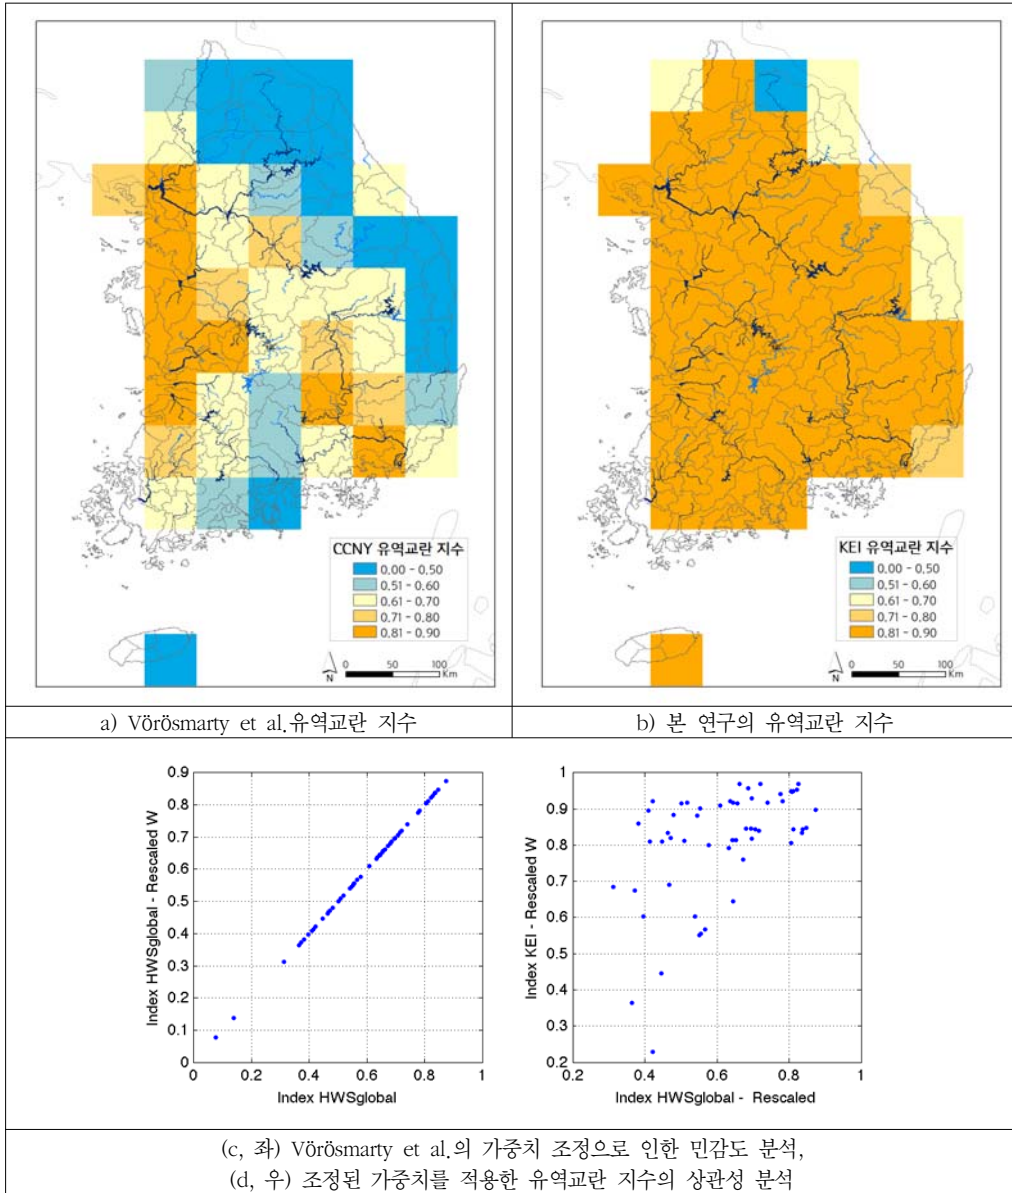 CCNY 유역교란 지수
0.00 - 0.50
0.51 - 0.60
0.61 - 0.70
0.71 - 0.80
0.81 - 0.90
N
0 50 100
Km
KEI 유역교란 지수
0.00 - 0.50
0.51 - 0.60
0.61 - 0.70
0.71 - 0.80
0.81 - 0.90
N
0 50 100
Km
a) Vörösmarty et al.유역교란 지수
b) 본 연구의 유역교란 지수
Index HWSglobal - Rescaled W
0.9
0.8
0.7
0.6
0.5
0.4
0.3
0.2
0.1
0
0 0.2 0.4 0.6 0.8 1
Index HWSglobal
Index KEI - Rescaled W
1
0.9
0.8
0.7
0.6
0.5
0.4
0.3
0.2
0.2 0.4 0.6 0.8 1
Index HWSglobal - Rescaled
(c, 좌) Vörösmarty et al.의 가중치 조정으로 인한 민감도 분석,
(d, 우) 조정된 가중치를 적용한 유역교란 지수의 상관성 분석